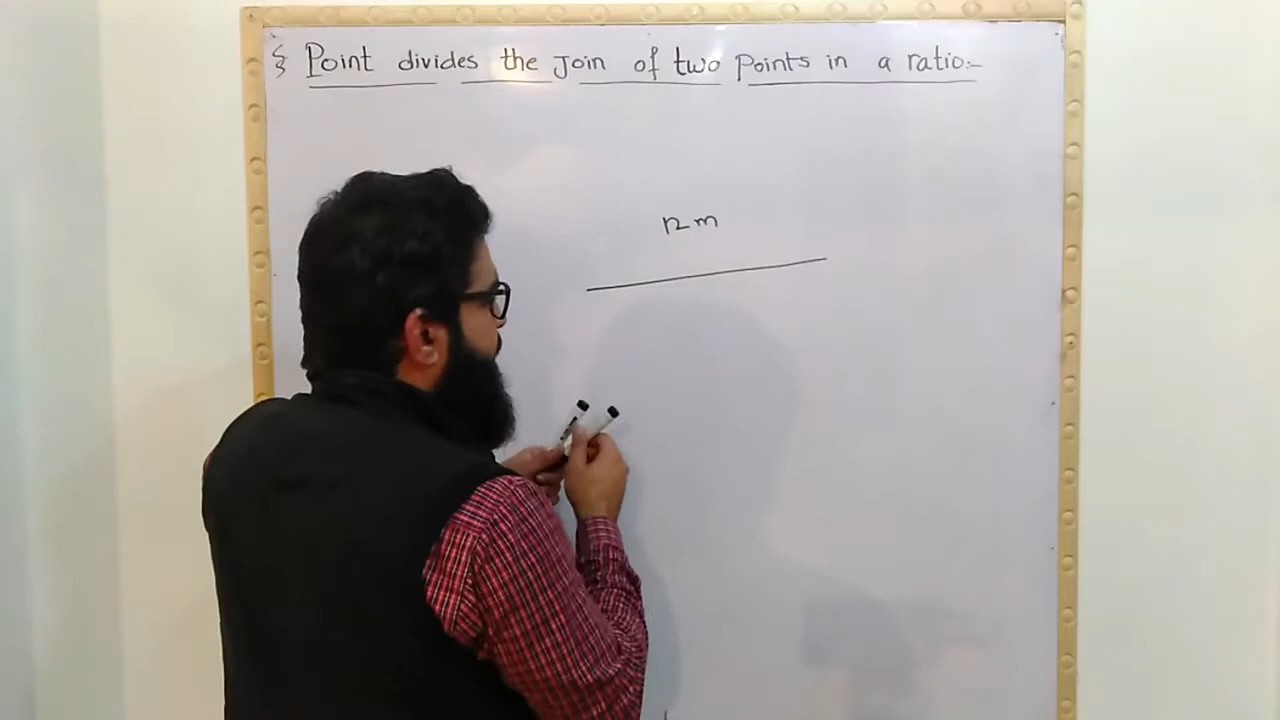 § Point divides the Join of two Points in a ratio:-
12 m